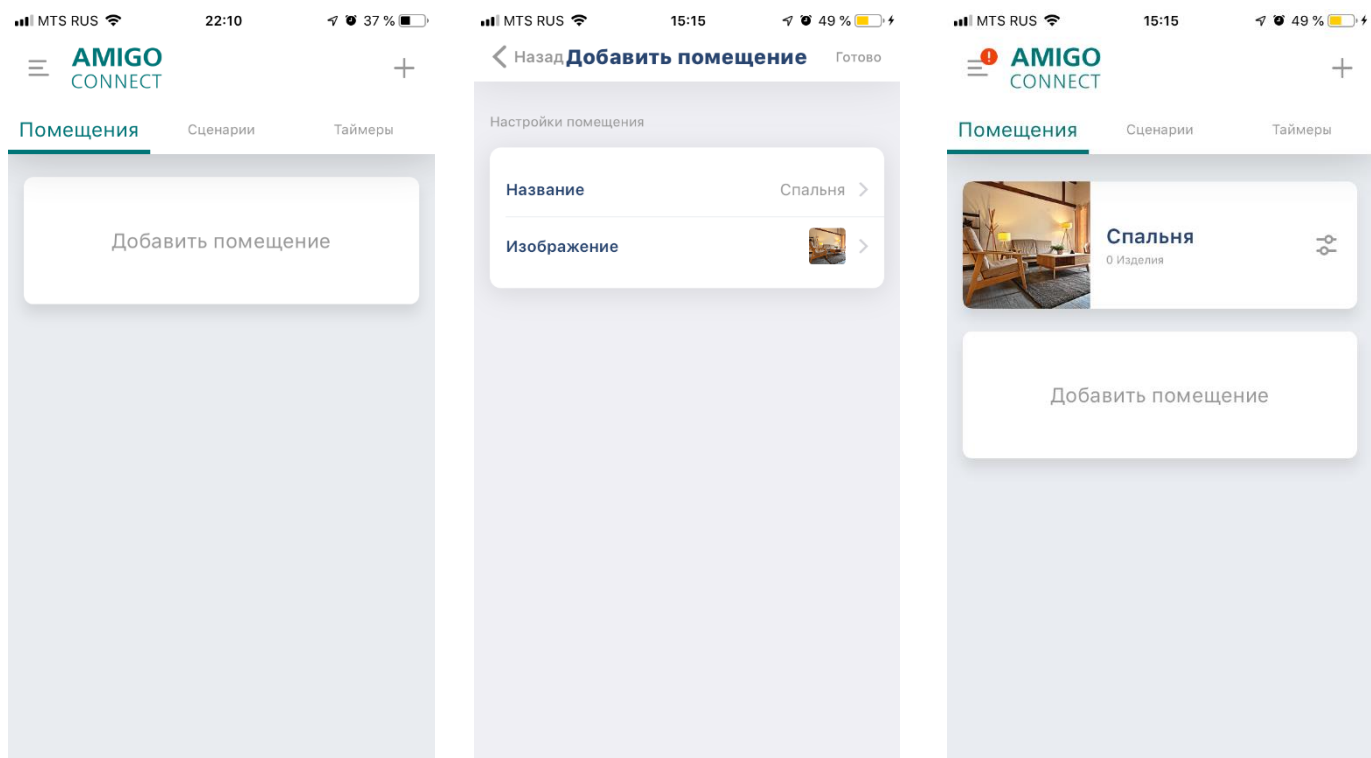 MTS RUS 22:10 37 %
AMIGO
CONNECT
Помещения Сценарии Таймеры
Добавить помещение
MTS RUS 15:15 49 %
Назад Добавить помещение Готово
Настройки помещения
Название Спальня
Изображение
MTS RUS 15:15 49 %
AMIGO
CONNECT
Помещения Сценарии Таймеры
Спальня
0 Изделия
Добавить помещение